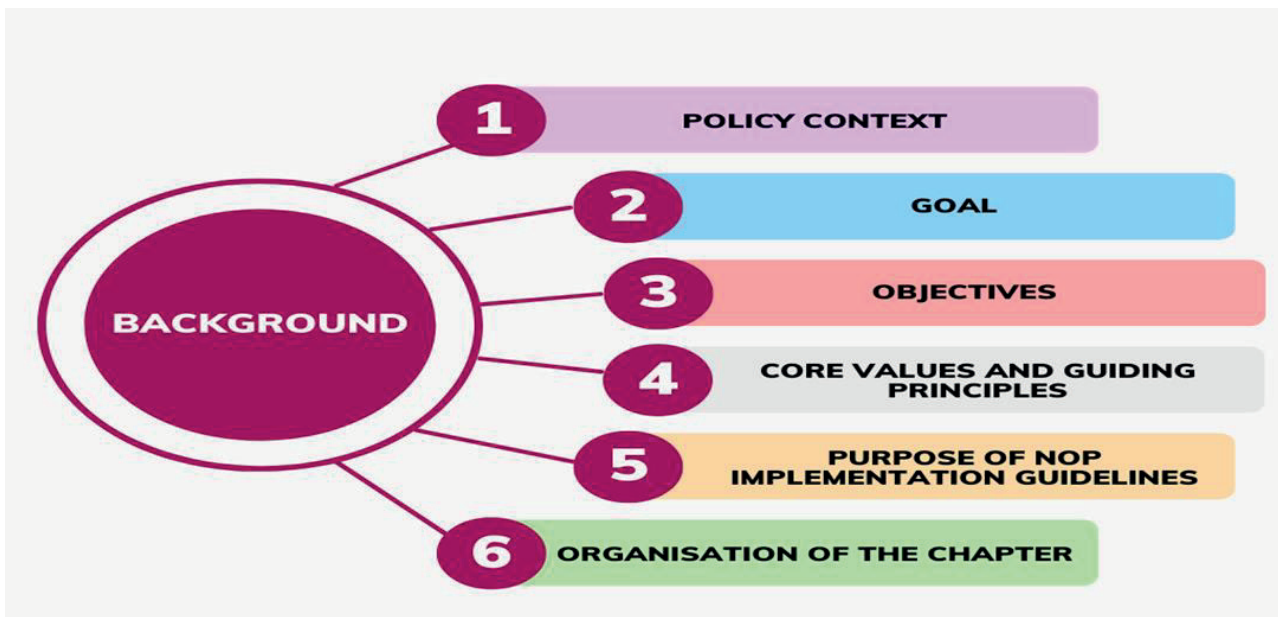 BACKGROUND
1
POLICY CONTEXT
2
GOAL
3
OBJECTIVES
4
CORE VALUES AND GUIDING
PRINCIPLES
5
PURPOSE OF NOP
IMPLEMENTATION GUIDELINES
6
ORGANISATION OF THE CHAPTER